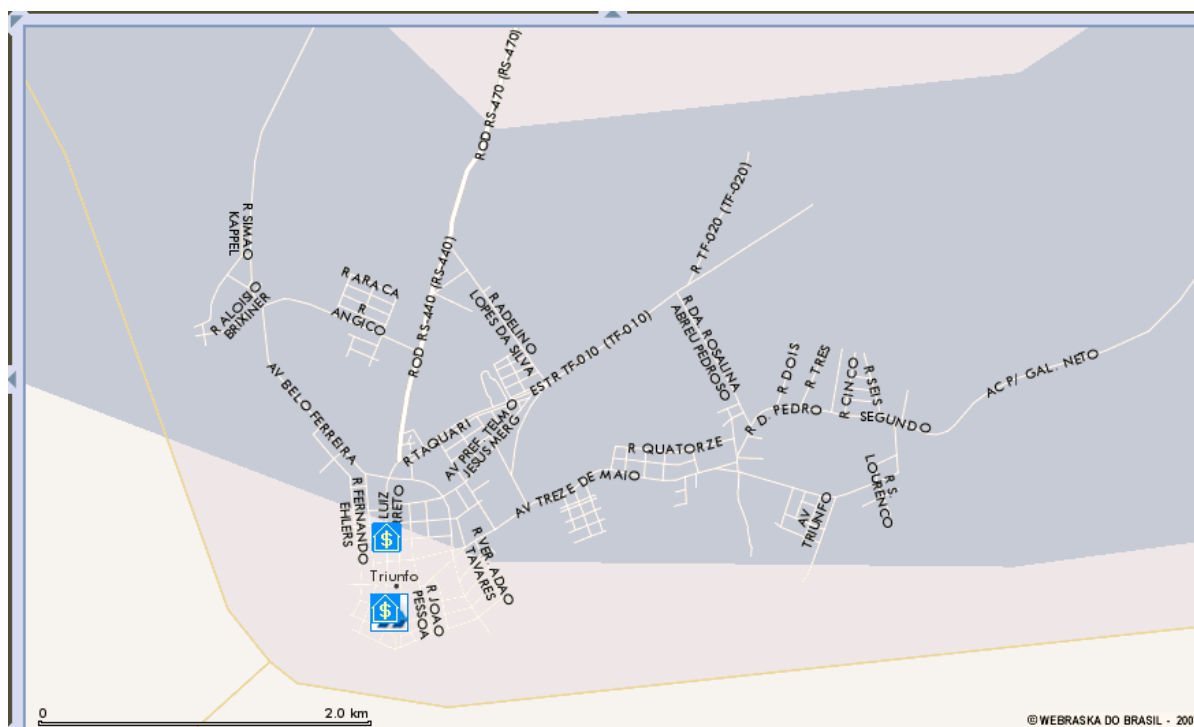 ROD RS-470 (RS-470)
R SIMAO
KAPPEL
R TF-020 (TF-020)
R ARACA
R
ANGICO
R ALOISIO
BRIXINER
ROD RS-440 (RS-440)
R ADELINO
LOPES DA SILVA
ESTR TF-010 (TF-010)
R DA. ROSALINA
ABREU PEDROSO
R DOIS
R TRES
R CINCO
R SEIS
AC P/ GAL. NETO
AV BELO FERREIRA
R TAQUARI
AV PREF. TELMO
JESUS MERG
R D. PEDRO SEGUNDO
R QUATORZE
AV TREZE DE MAIO
R S.
LOURENCO
AV
TRIUNFO
R FERNANDO
EHLERS
LUIZ
RRETO
$
R VER. ADAO
TAVARES
Triunfo
R JOAO
PESSOA
$
0 2.0 km
© WEBRASKA DO BRASIL - 200